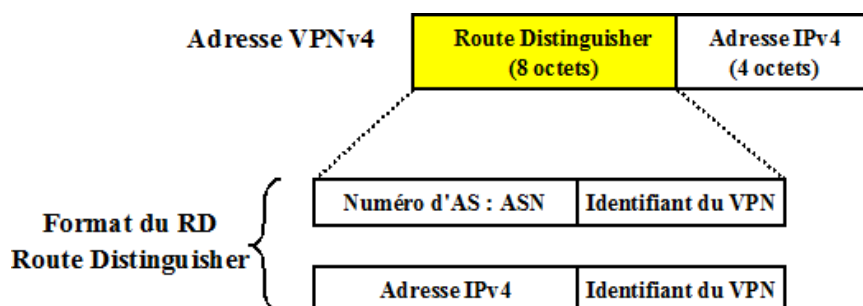 Adresse VPNv4
Route Distinguisher
(8 octets)
Adresse IPv4
(4 octets)
Format du RD
Route Distinguisher
Numéro d'AS : ASN
Identifiant du VPN
Adresse IPv4
Identifiant du VPN